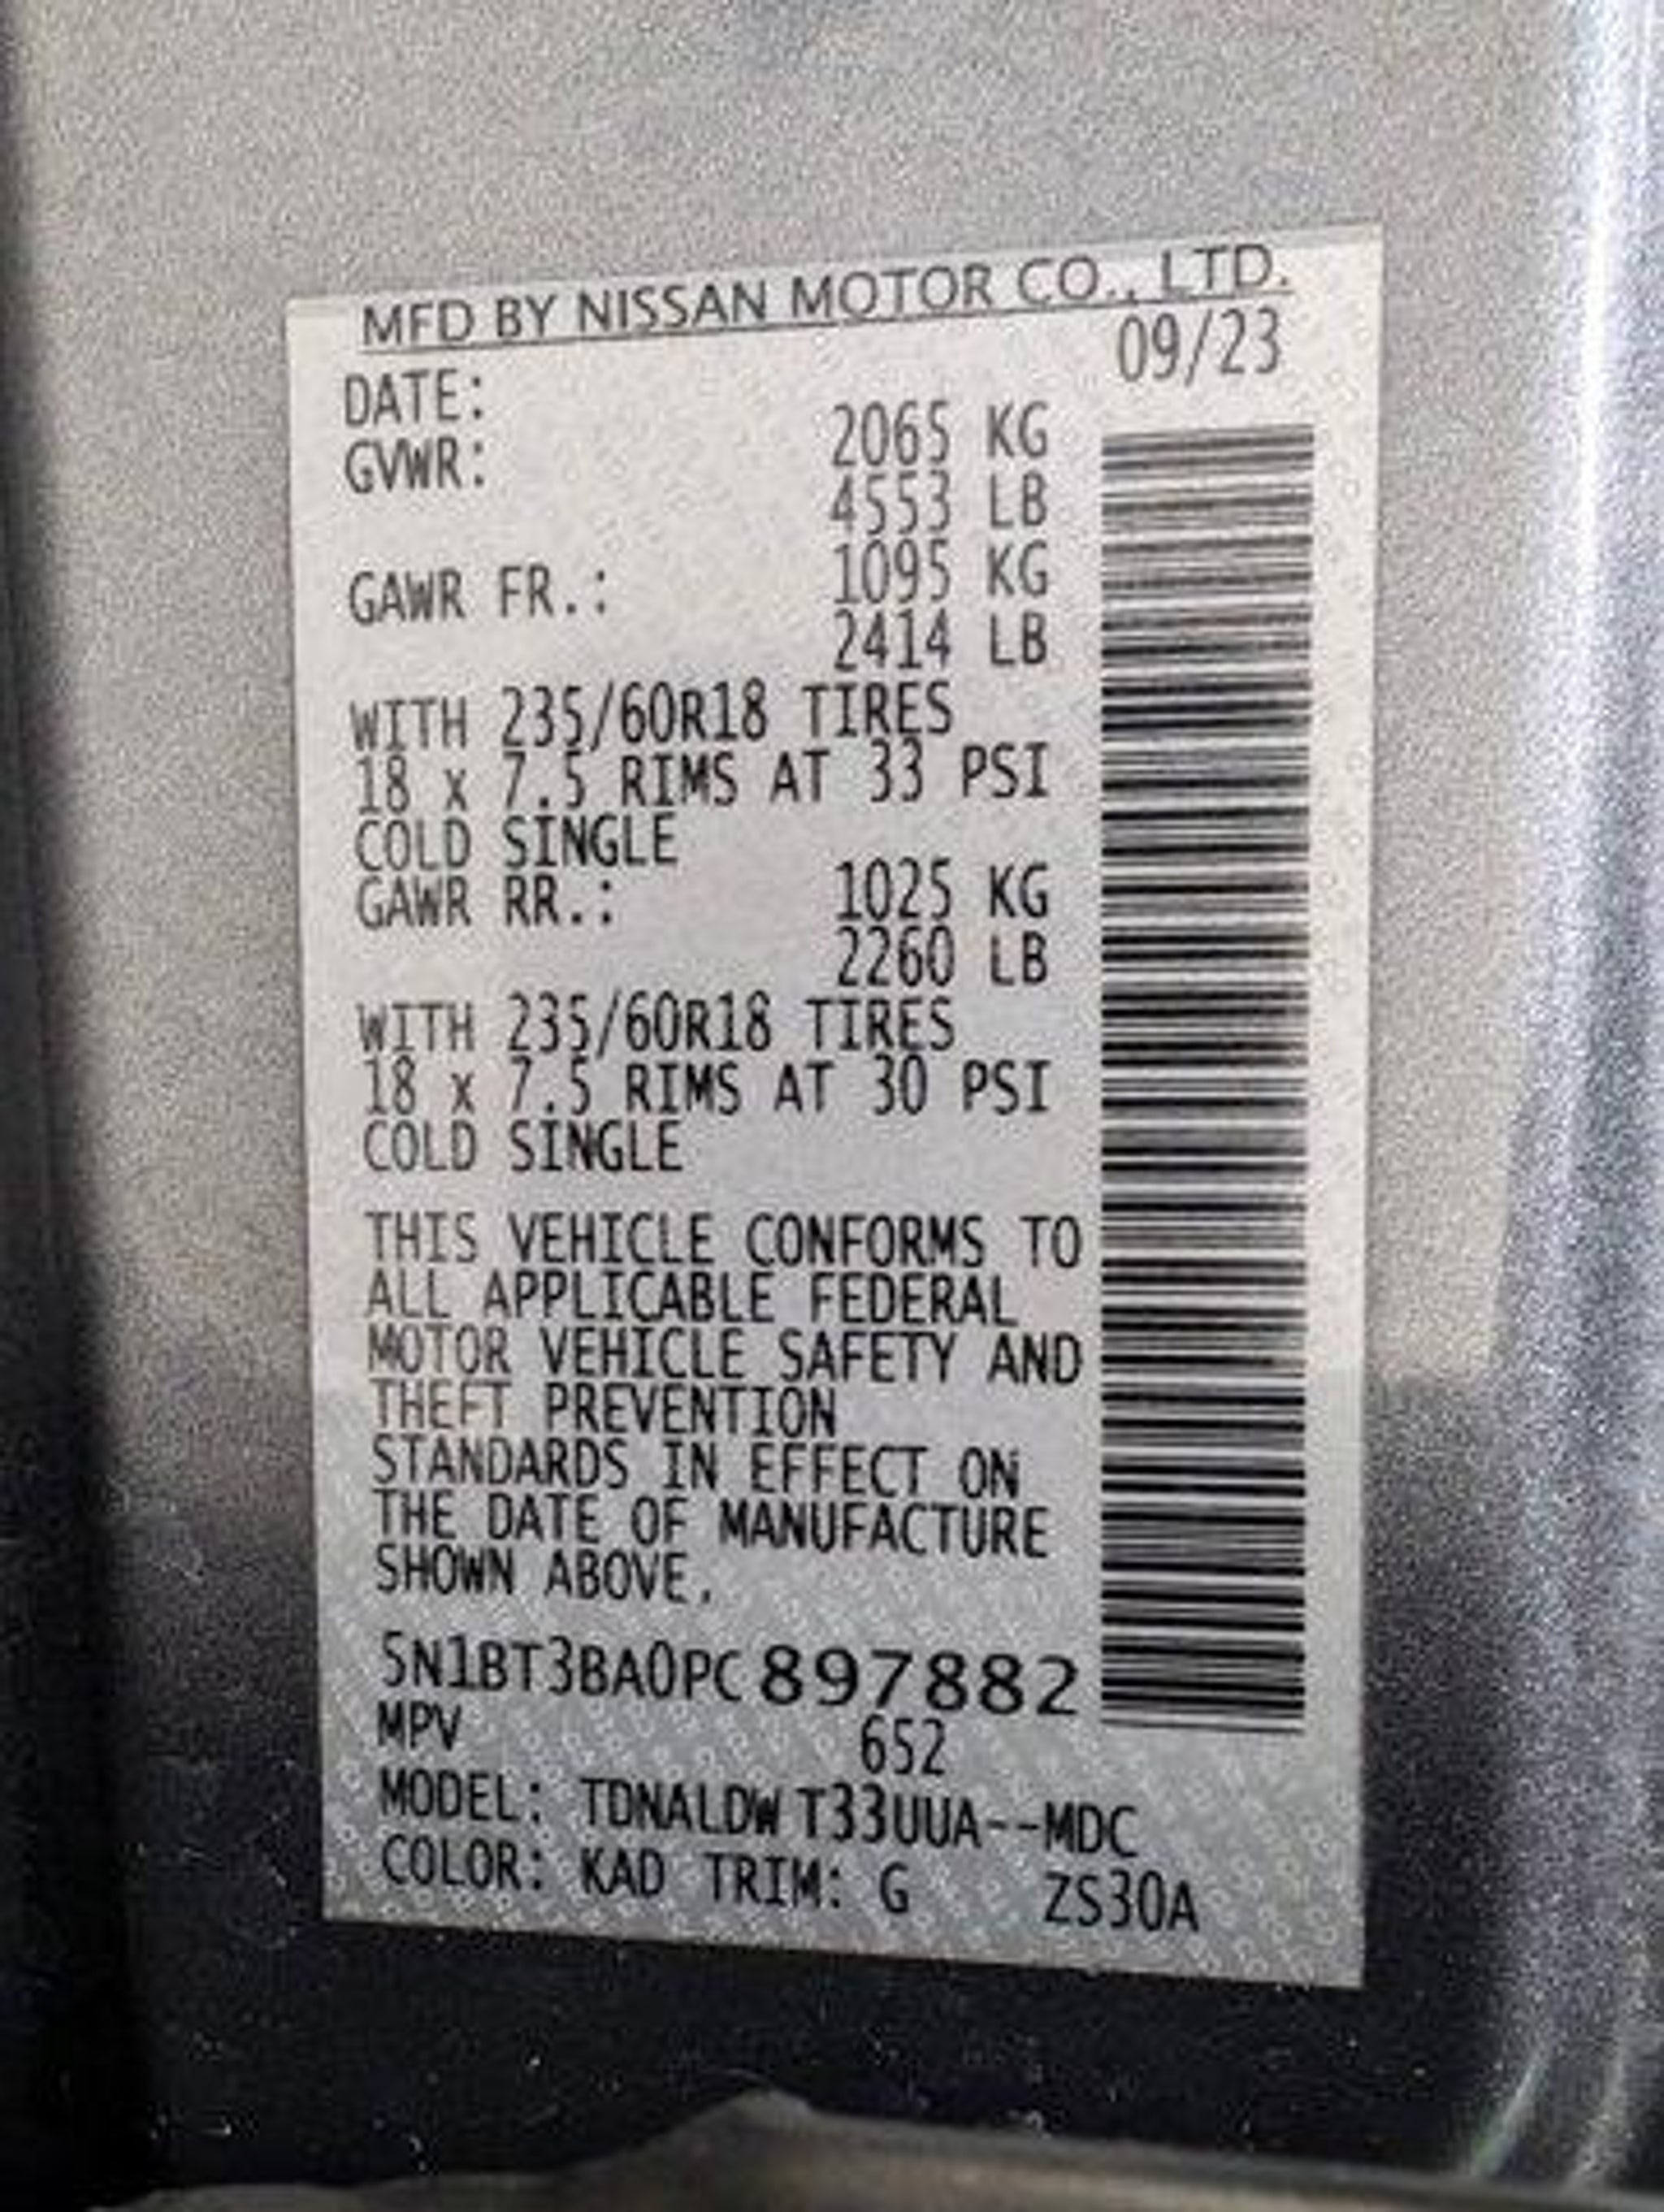 MFD BY NISSAN MOTOR CO., LTD.
DATE: 09/23
GVWR: 2065 KG
4553 LB
GAWR FR.: 1095 KG
2414 LB
WITH 235/60R18 TIRES
18 x 7.5 RIMS AT 33 PSI
COLD SINGLE
GAWR RR.: 1025 KG
2260 LB
WITH 235/60R18 TIRES
18 x 7.5 RIMS AT 30 PSI
COLD SINGLE
THIS VEHICLE CONFORMS TO
ALL APPLICABLE FEDERAL
MOTOR VEHICLE SAFETY AND
THEFT PREVENTION
STANDARDS IN EFFECT ON
THE DATE OF MANUFACTURE
SHOWN ABOVE.
5N1BT3BA0PC897882
MPV 652
MODEL: TDNALDW T33UUA--MDC
COLOR: KAD TRIM: G ZS30A